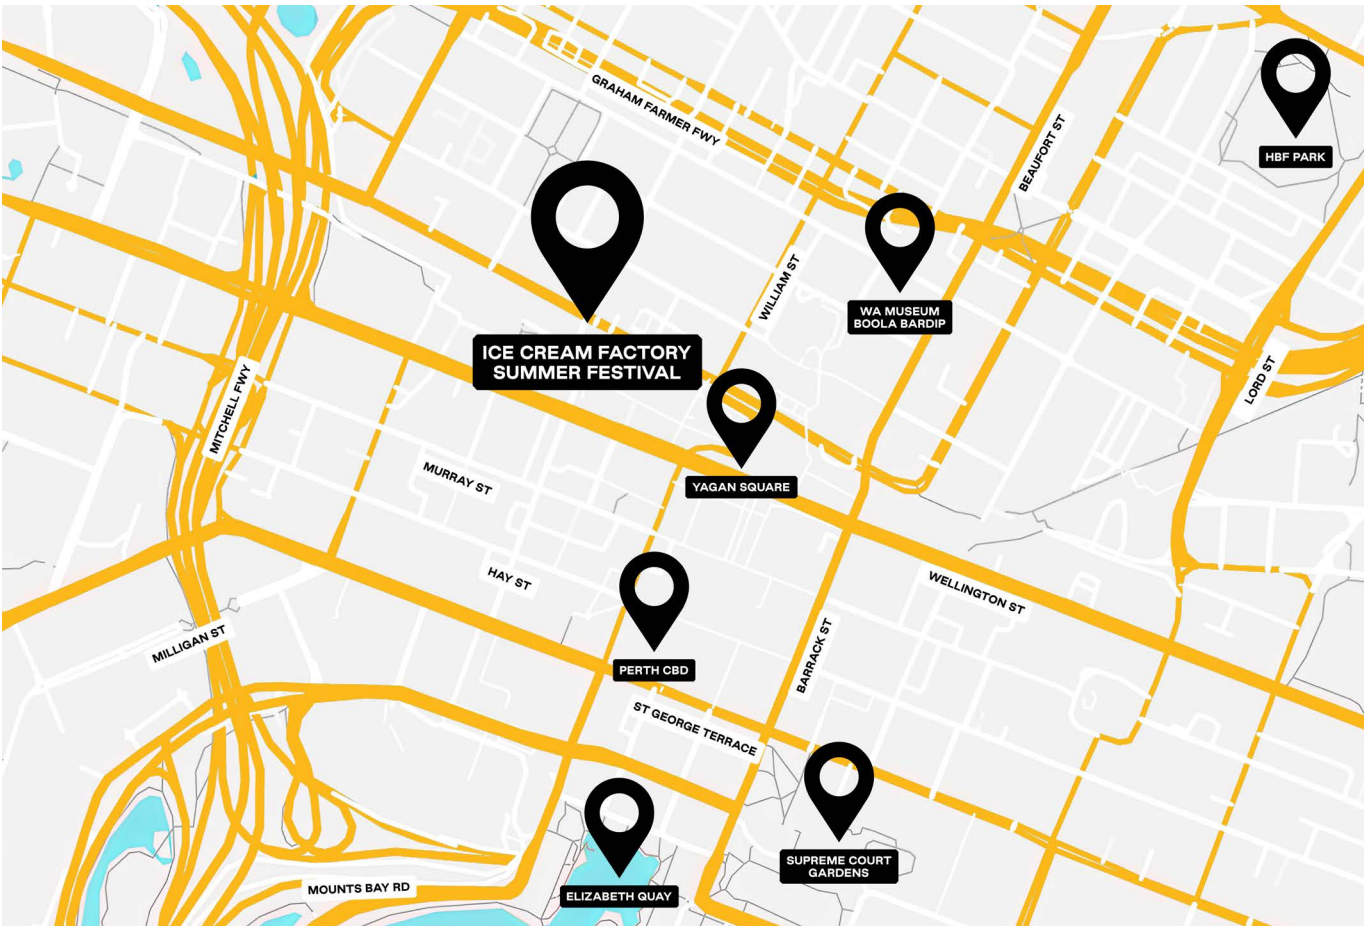 GRAHAM FARMER FWY
BEAUFORT ST
HBF PARK
WILLIAM ST
WA MUSEUM
BOOLA BARDIP
ICE CREAM FACTORY
SUMMER FESTIVAL
LORD ST
MITCHELL FWY
MURRAY ST
YAGAN SQUARE
HAY ST
WELLINGTON ST
MILLIGAN ST
PERTH CBD
BARRACK ST
ST GEORGE TERRACE
SUPREME COURT
GARDENS
MOUNTS BAY RD
ELIZABETH QUAY